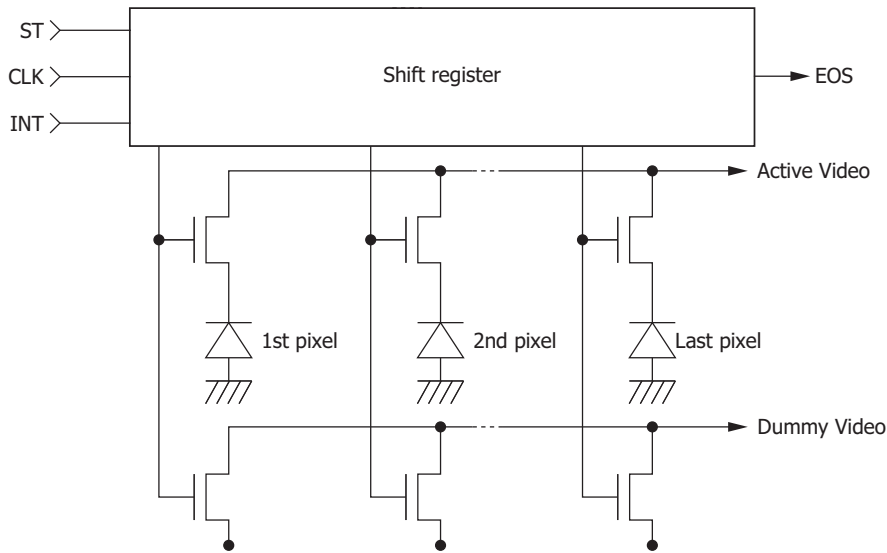 ST
Shift register
CLK
EOS
INT
Active Video
1st pixel
2nd pixel
Last pixel
Dummy Video